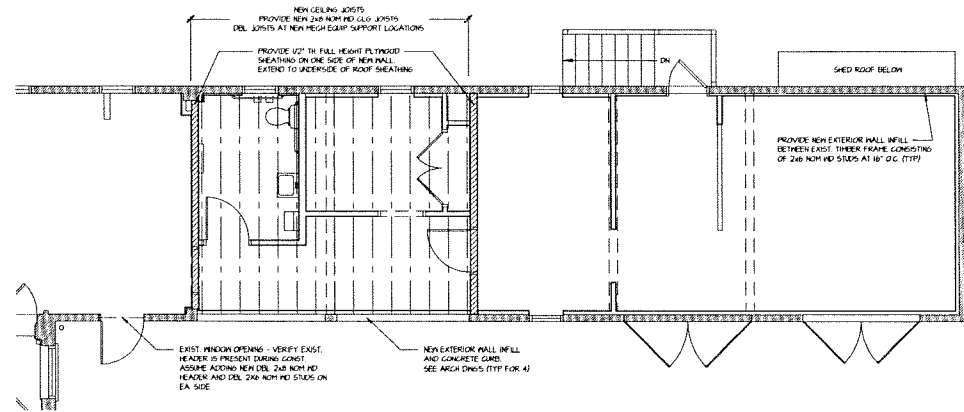 NEW CEILING JOISTS
PROVIDE NEW 2x8 NOM WD CLG JOISTS
DBL JOISTS AT NEW MECH EQUIP SUPPORT LOCATIONS
PROVIDE 1/2" TH. FULL HEIGHT PLYWOOD
SHEATHING ON ONE SIDE OF NEW WALL.
EXTEND TO UNDERSIDE OF ROOF SHEATHING
DN
SHED ROOF BELOW
PROVIDE NEW EXTERIOR WALL INFILL
BETWEEN EXIST. TIMBER FRAME CONSISTING
OF 2x6 NOM WD STUDS AT 16" O.C. (TYP)
EXIST. WINDOW OPENING - VERIFY EXIST.
HEADER IS PRESENT DURING CONST.
ASSUME ADDING NEW DBL 2x8 NOM WD
HEADER AND DBL 2X6 NOM WD STUDS ON
EA. SIDE
NEW EXTERIOR WALL INFILL
AND CONCRETE CURB.
SEE ARCH DWGS (TYP FOR 4)